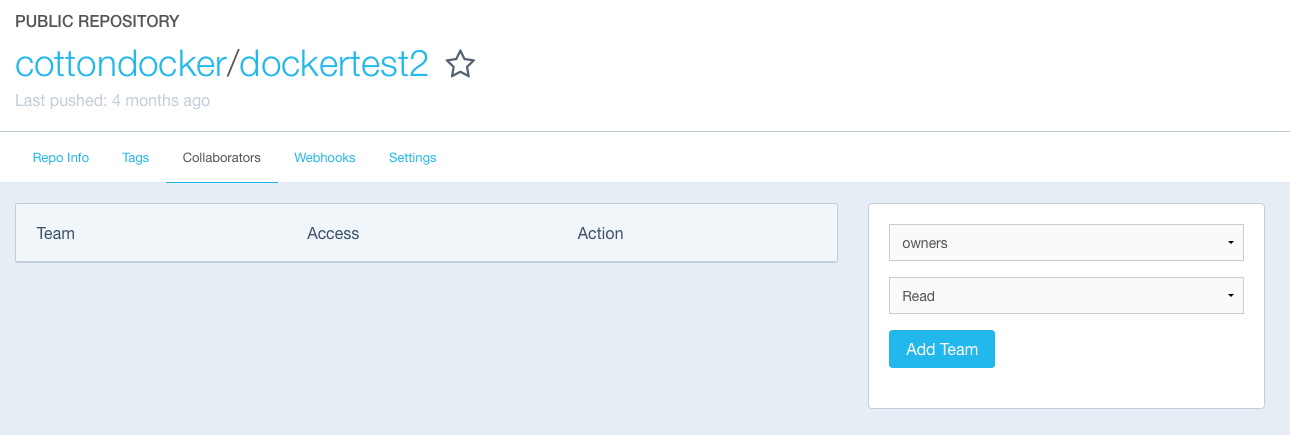 PUBLIC REPOSITORY
cottondocker/dockertest2
Last pushed: 4 months ago
Repo Info Tags Collaborators Webhooks Settings
Team Access Action
owners
Read
Add Team